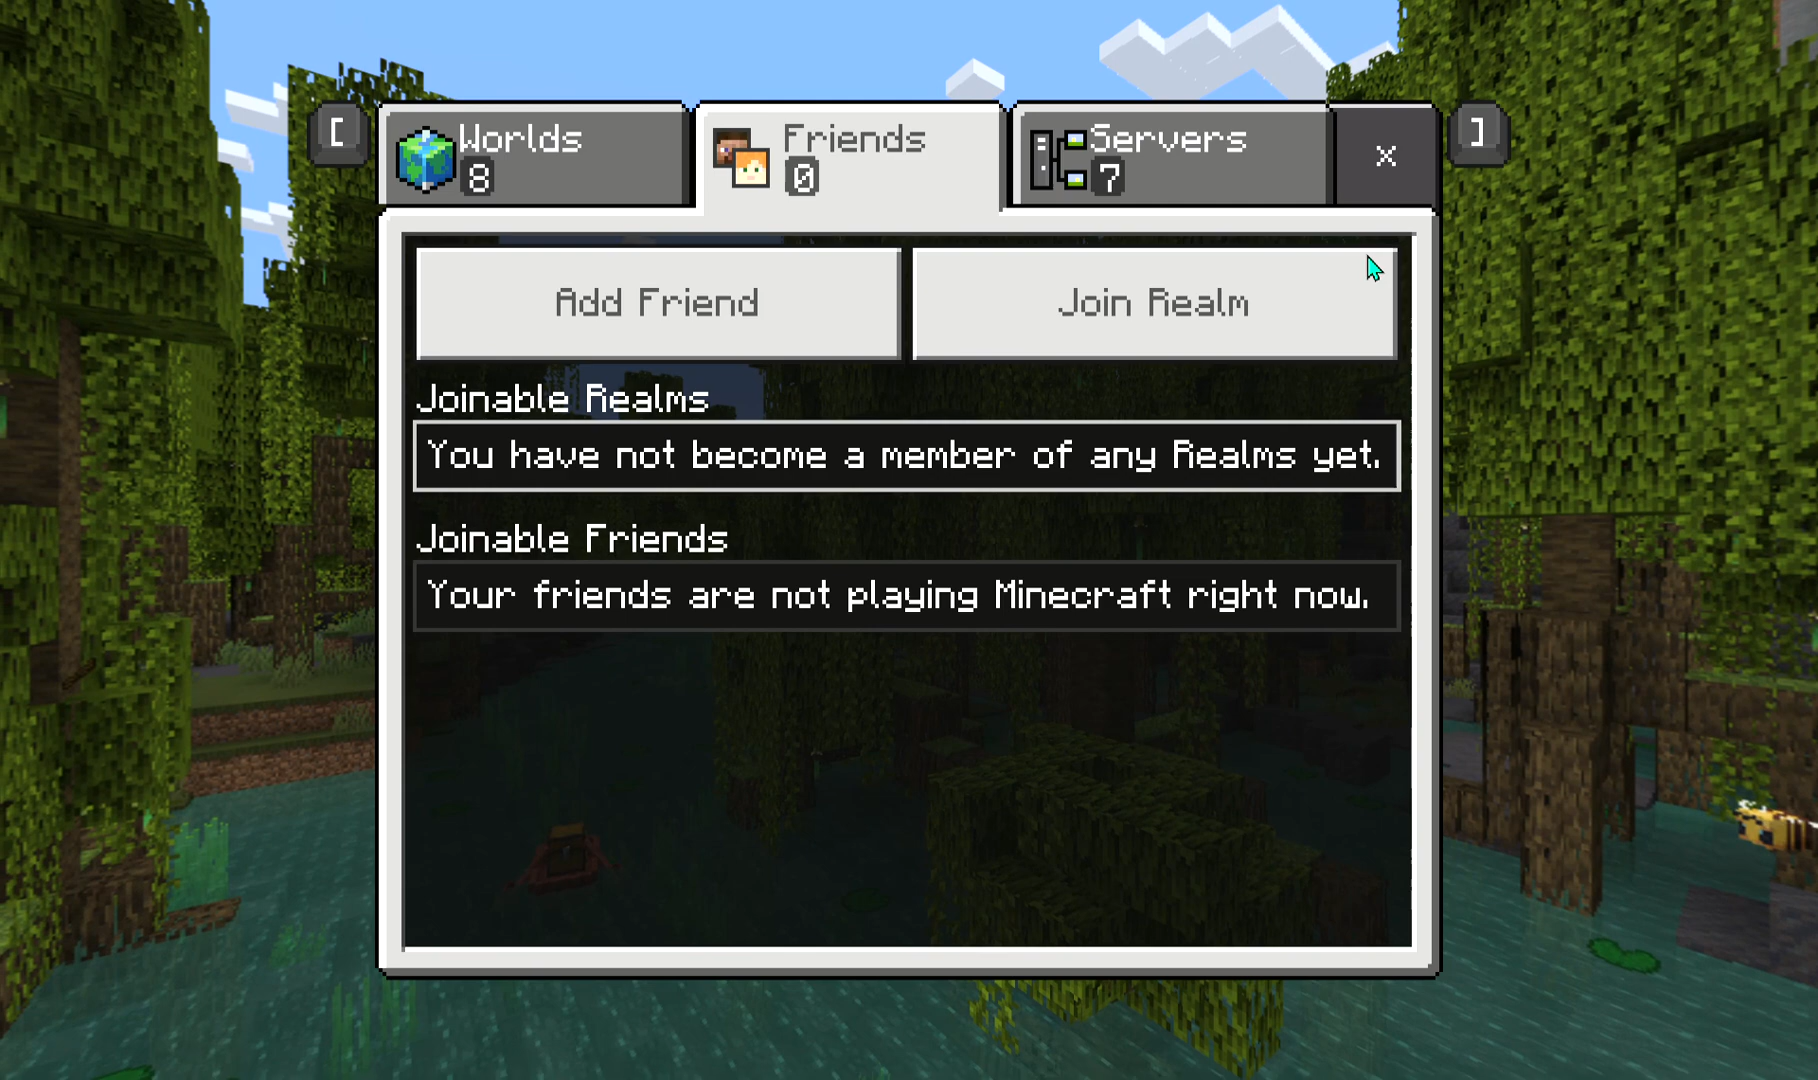 [
Worlds
8
Friends
0
Servers
7
]
Add Friend
Join Realm
Joinable Realms
You have not become a member of any Realms yet.
Joinable Friends
Your friends are not playing Minecraft right now.